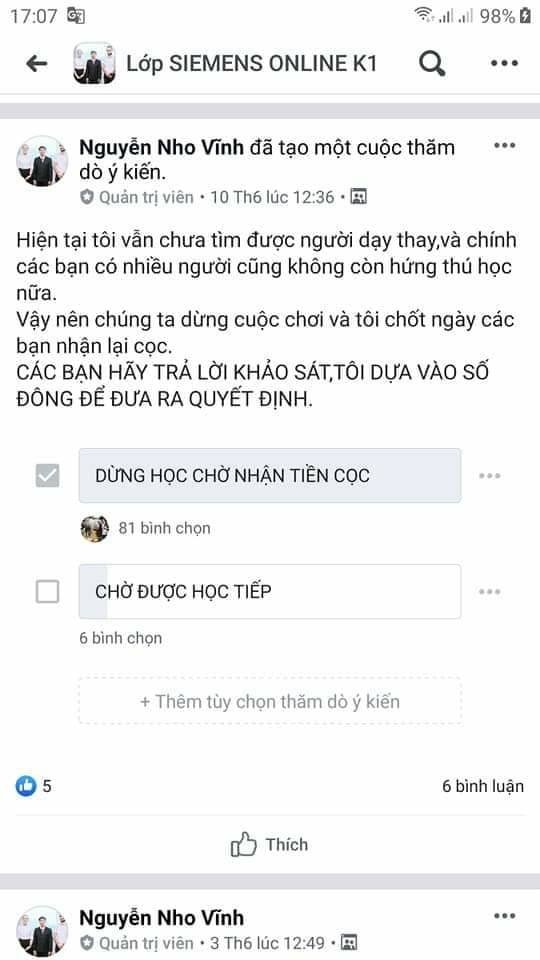 17:07
98%
Lớp SIEMENS ONLINE K1
Nguyễn Nho Vĩnh đã tạo một cuộc thăm
dò ý kiến.
Quản trị viên • 10 Th6 lúc 12:36 •
Hiện tại tôi vẫn chưa tìm được người dạy thay,và chính
các bạn có nhiều người cũng không còn hứng thú học
nữa.
Vậy nên chúng ta dừng cuộc chơi và tôi chốt ngày các
bạn nhận lại cọc.
CÁC BẠN HÃY TRẢ LỜI KHẢO SÁT,TÔI DỰA VÀO SỐ
ĐÔNG ĐỂ ĐƯA RA QUYẾT ĐỊNH.
DỪNG HỌC CHỜ NHẬN TIỀN CỌC
81 bình chọn
CHỜ ĐƯỢC HỌC TIẾP
6 bình chọn
+ Thêm tùy chọn thăm dò ý kiến
5
6 bình luận
Thích
Nguyễn Nho Vĩnh
Quản trị viên • 3 Th6 lúc 12:49 •